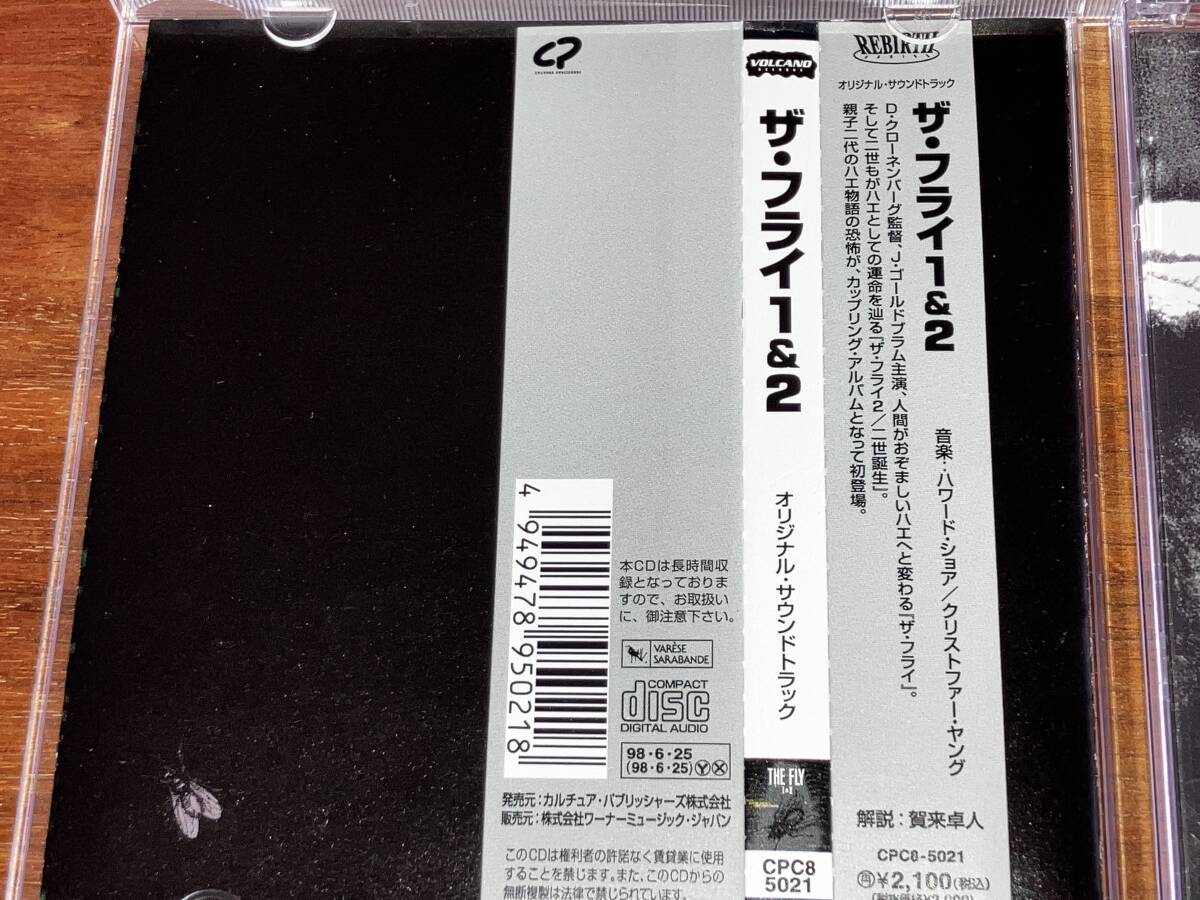 REBIRTH
オリジナル・サウンドトラック
ザ・フライ1&2
D・クローネンバーグ監督、J・ゴールドブラム主演、人間がおぞましいハエへと変わる『ザ・フライ』。
そして二世もがハエとしての運命を辿る『ザ・フライ2／二世誕生』。
親子二代のハエ物語の恐怖が、カップリング・アルバムとなって初登場。
音楽:ハワード・ショア／クリストファー・ヤング
解説:賀来卓人
CPC8-5021
¥2,100(税込)
VOLCANO
RECORDS
ザ・フライ1&2
オリジナル・サウンドトラック
THE FLY
CPC8
5021
CP
4 949478 950218
本CDは長時間収
録となっておりま
すので、お取扱い
に、御注意下さい。
VARÈSE
SARABANDE
COMPACT
disc
DIGITAL AUDIO
98・6・25
(98・6・25)Ⓨⓧ
発売元:カルチュア・パブリッシャーズ株式会社
販売元:株式会社ワーナーミュージック・ジャパン
このCDは権利者の許諾なく賃貸業に使用
することを禁じます。また、このCDからの
無断複製は法律で禁じられています。